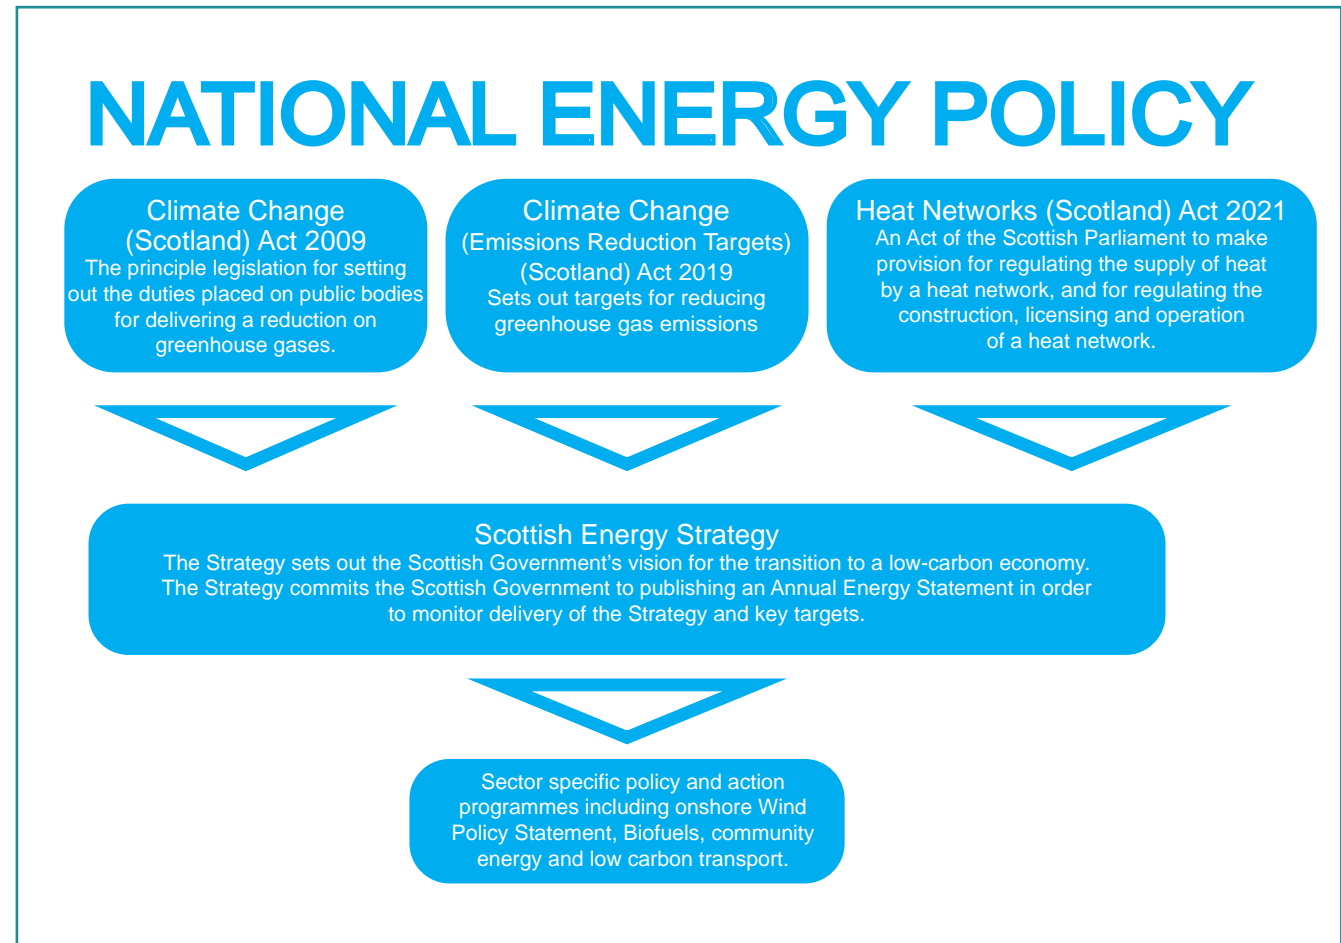 NATIONAL ENERGY POLICY
Climate Change
(Scotland) Act 2009
The principle legislation for setting
out the duties placed on public bodies
for delivering a reduction on
greenhouse gases.
Climate Change
(Emissions Reduction Targets)
(Scotland) Act 2019
Sets out targets for reducing
greenhouse gas emissions
Heat Networks (Scotland) Act 2021
An Act of the Scottish Parliament to make
provision for regulating the supply of heat
by a heat network, and for regulating the
construction, licensing and operation
of a heat network.
Scottish Energy Strategy
The Strategy sets out the Scottish Government’s vision for the transition to a low-carbon economy.
The Strategy commits the Scottish Government to publishing an Annual Energy Statement in order
to monitor delivery of the Strategy and key targets.
Sector specific policy and action
programmes including onshore Wind
Policy Statement, Biofuels, community
energy and low carbon transport.